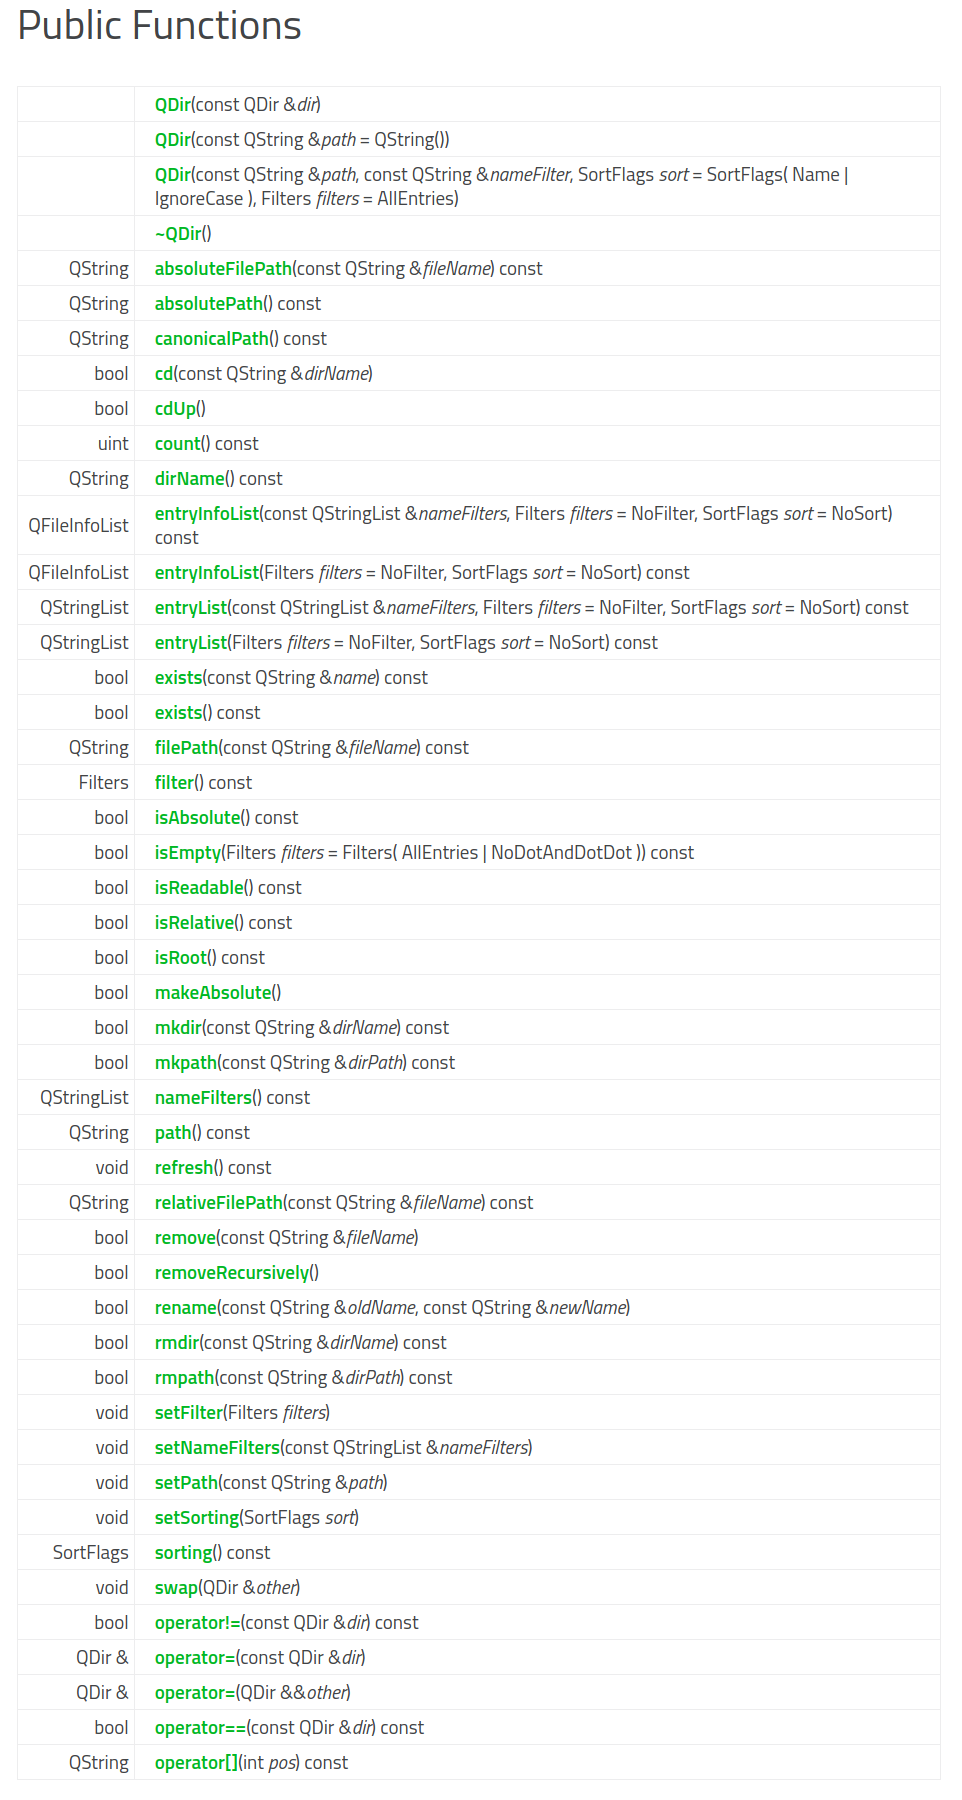 Public Functions
QDir(const QDir &dir)
QDir(const QString &path = QString())
QDir(const QString &path, const QString &nameFilter, SortFlags sort = SortFlags( Name |
IgnoreCase ), Filters filters = AllEntries)
~QDir()
QString absoluteFilePath(const QString &fileName) const
QString absolutePath() const
QString canonicalPath() const
bool cd(const QString &dirName)
bool cdUp()
uint count() const
QString dirName() const
QFileInfoList entryInfoList(const QStringList &nameFilters, Filters filters = NoFilter, SortFlags sort = NoSort)
const
QFileInfoList entryInfoList(Filters filters = NoFilter, SortFlags sort = NoSort) const
QStringList entryList(const QStringList &nameFilters, Filters filters = NoFilter, SortFlags sort = NoSort) const
QStringList entryList(Filters filters = NoFilter, SortFlags sort = NoSort) const
bool exists(const QString &name) const
bool exists() const
QString filePath(const QString &fileName) const
Filters filter() const
bool isAbsolute() const
bool isEmpty(Filters filters = Filters( AllEntries | NoDotAndDotDot )) const
bool isReadable() const
bool isRelative() const
bool isRoot() const
bool makeAbsolute()
bool mkdir(const QString &dirName) const
bool mkpath(const QString &dirPath) const
QStringList nameFilters() const
QString path() const
void refresh() const
QString relativeFilePath(const QString &fileName) const
bool remove(const QString &fileName)
bool removeRecursively()
bool rename(const QString &oldName, const QString &newName)
bool rmdir(const QString &dirName) const
bool rmpath(const QString &dirPath) const
void setFilter(Filters filters)
void setNameFilters(const QStringList &nameFilters)
void setPath(const QString &path)
void setSorting(SortFlags sort)
SortFlags sorting() const
void swap(QDir &other)
bool operator!=(const QDir &dir) const
QDir & operator=(const QDir &dir)
QDir & operator=(QDir &&other)
bool operator==(const QDir &dir) const
QString operator[](int pos) const